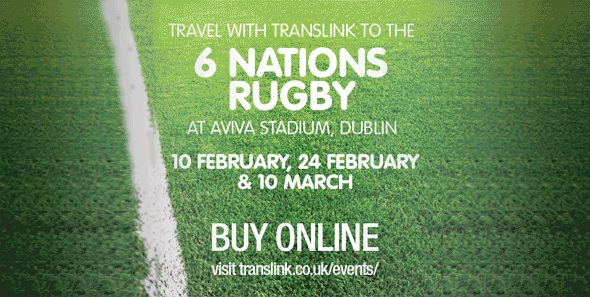 TRAVEL WITH TRANSLINK TO THE
6 NATIONS
RUGBY
AT AVIVA STADIUM, DUBLIN
10 FEBRUARY, 24 FEBRUARY
& 10 MARCH
BUY ONLINE
visit translink.co.uk/events/